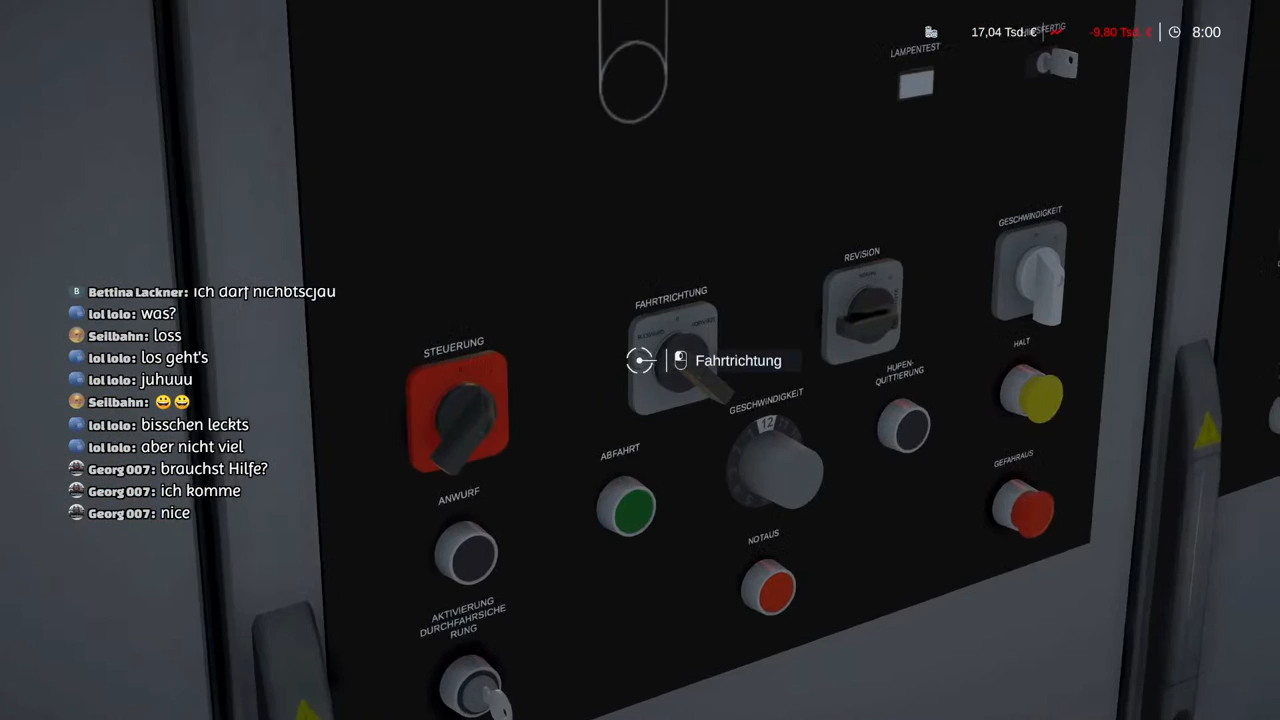 17,04 Tsd. €
-9,80 Tsd. €
8:00
LAMPENTEST
GESCHWINDIGKEIT
REVISION
FAHRTRICHTUNG
STEUERUNG
Fahrtrichtung
HALT
HUPEN-
QUITTIERUNG
GESCHWINDIGKEIT
12
ABFAHRT
GEFAHRAUS
ANWURF
NOTAUS
AKTIVIERUNG
DURCHFAHRSICHE
RUNG
B Bettina Lackner: ich darf nichbtscjau
lol lolo: was?
Seilbahn: loss
lol lolo: los geht's
lol lolo: juhuuu
Seilbahn: 😀 😀
lol lolo: bisschen leckts
lol lolo: aber nicht viel
Georg 007: brauchst Hilfe?
Georg 007: ich komme
Georg 007: nice